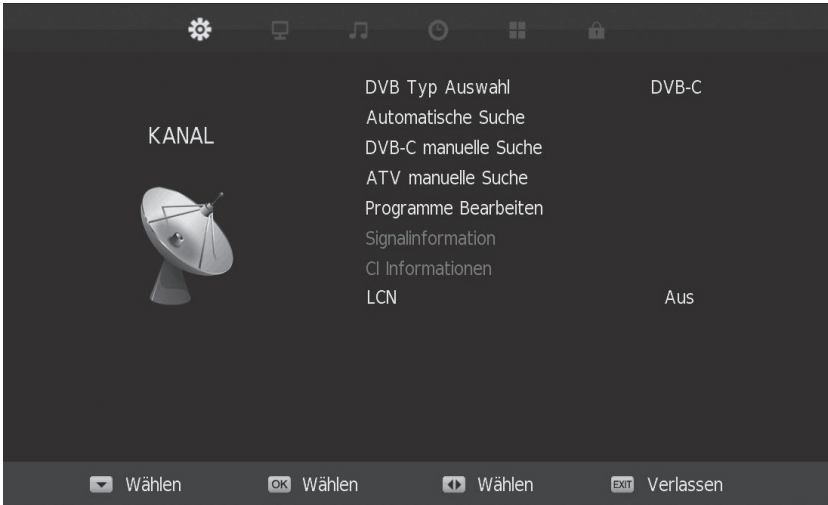 KANAL
DVB Typ Auswahl DVB-C
Automatische Suche
DVB-C manuelle Suche
ATV manuelle Suche
Programme Bearbeiten
Signalinformation
CI Informationen
LCN Aus
Wählen OK Wählen Wählen EXIT Verlassen